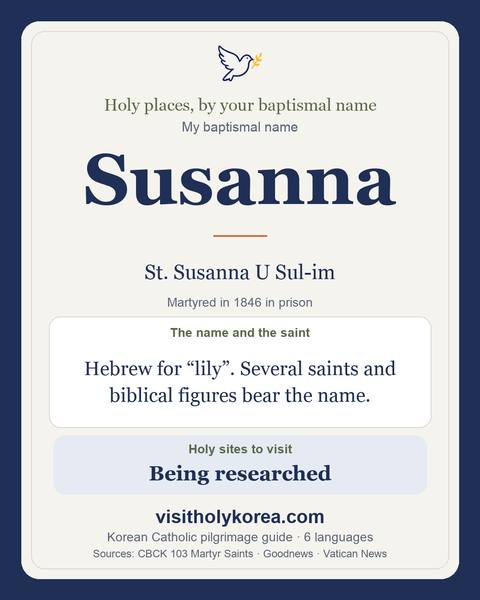 Holy places, by your baptismal name
My baptismal name
Susanna
St. Susanna U Sul-im
Martyred in 1846 in prison
The name and the saint
Hebrew for “lily”. Several saints and
biblical figures bear the name.
Holy sites to visit
Being researched
visitholykorea.com
Korean Catholic pilgrimage guide · 6 languages
Sources: CBCK 103 Martyr Saints · Goodnews · Vatican News